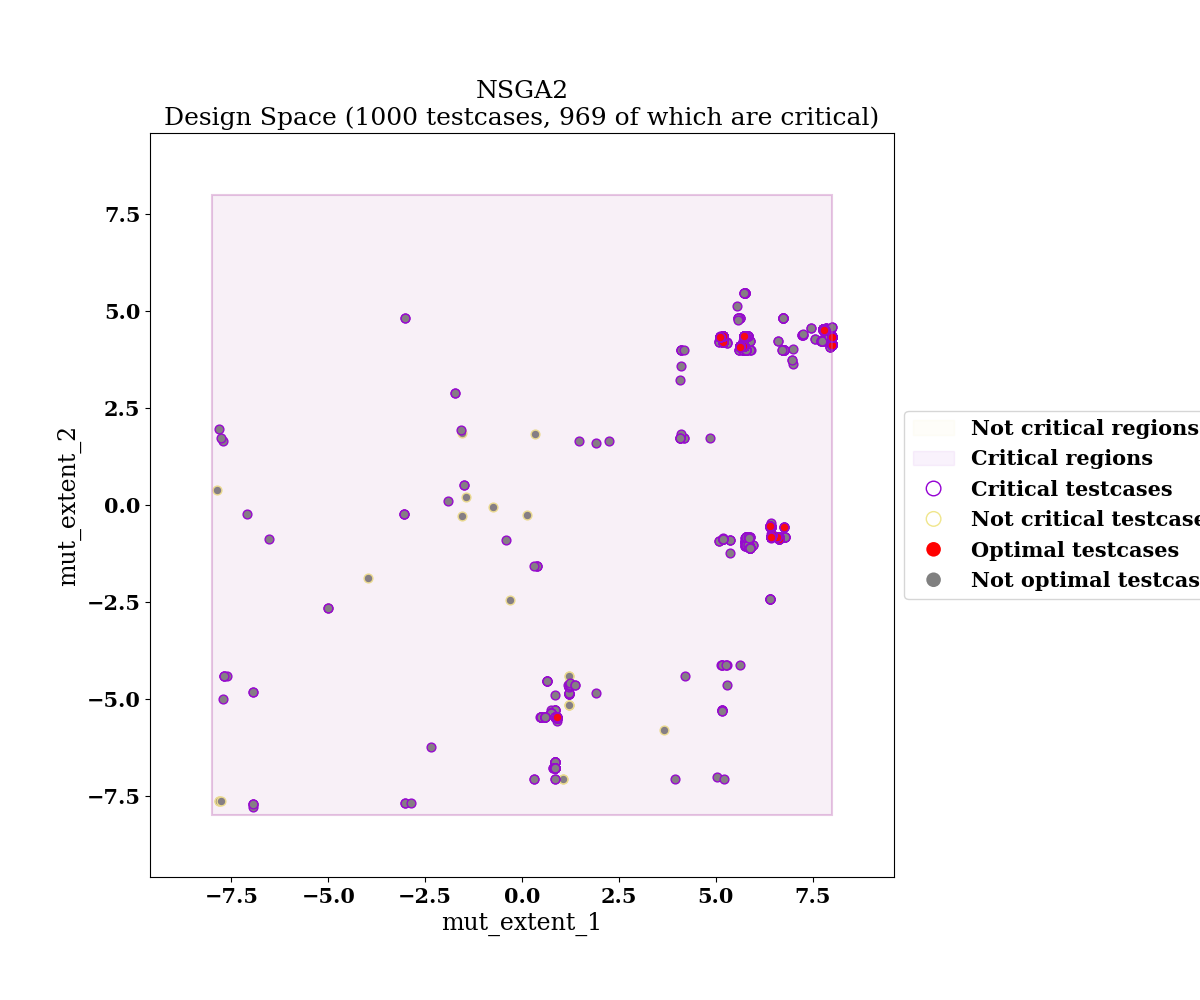 NSGA2
Design Space (1000 testcases, 969 of which are critical)
7.5
5.0
2.5
0.0
−2.5
−5.0
−7.5
mut_extent_2
−7.5 −5.0 −2.5 0.0 2.5 5.0 7.5
mut_extent_1
Not critical regions
Critical regions
Critical testcases
Not critical testcase
Optimal testcases
Not optimal testcas